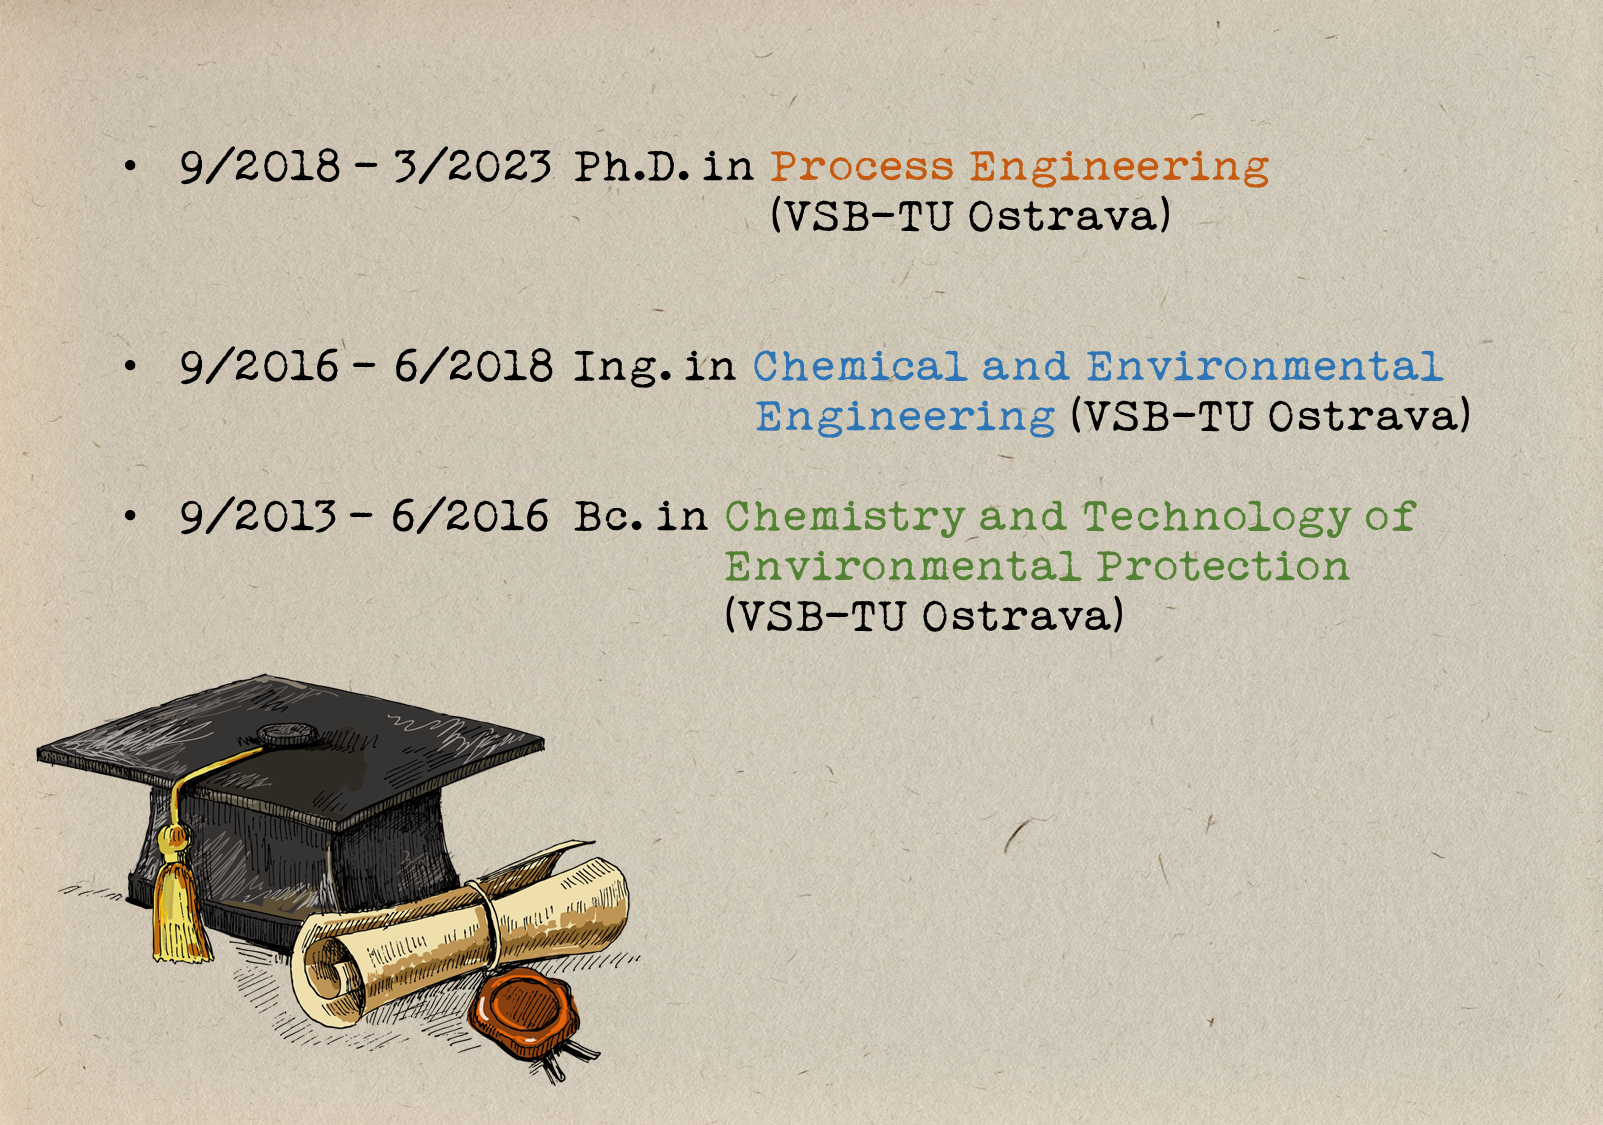 • 9/2018 – 3/2023 Ph.D. in Process Engineering
(VSB-TU Ostrava)
• 9/2016 – 6/2018 Ing. in Chemical and Environmental
Engineering (VSB-TU Ostrava)
• 9/2013 – 6/2016 Bc. in Chemistry and Technology of
Environmental Protection
(VSB-TU Ostrava)